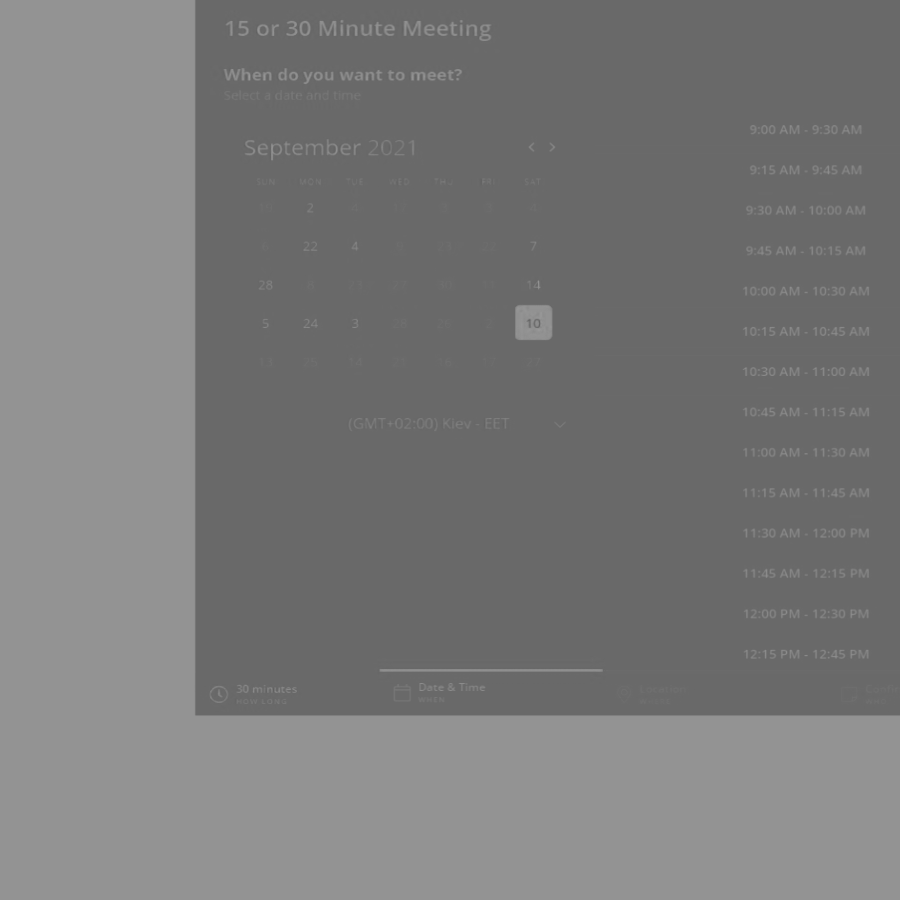 15 or 30 Minute Meeting
When do you want to meet?
Select a date and time
September 2021
SUN MON TUE WED THU FRI SAT
2
22 4 7
28 14
5 24 3 28 10
(GMT+02:00) Kiev - EET
9:00 AM - 9:30 AM
9:15 AM - 9:45 AM
9:30 AM - 10:00 AM
9:45 AM - 10:15 AM
10:00 AM - 10:30 AM
10:15 AM - 10:45 AM
10:30 AM - 11:00 AM
10:45 AM - 11:15 AM
11:00 AM - 11:30 AM
11:15 AM - 11:45 AM
11:30 AM - 12:00 PM
11:45 AM - 12:15 PM
12:00 PM - 12:30 PM
12:15 PM - 12:45 PM
30 minutes
HOW LONG
Date & Time
WHEN
Location